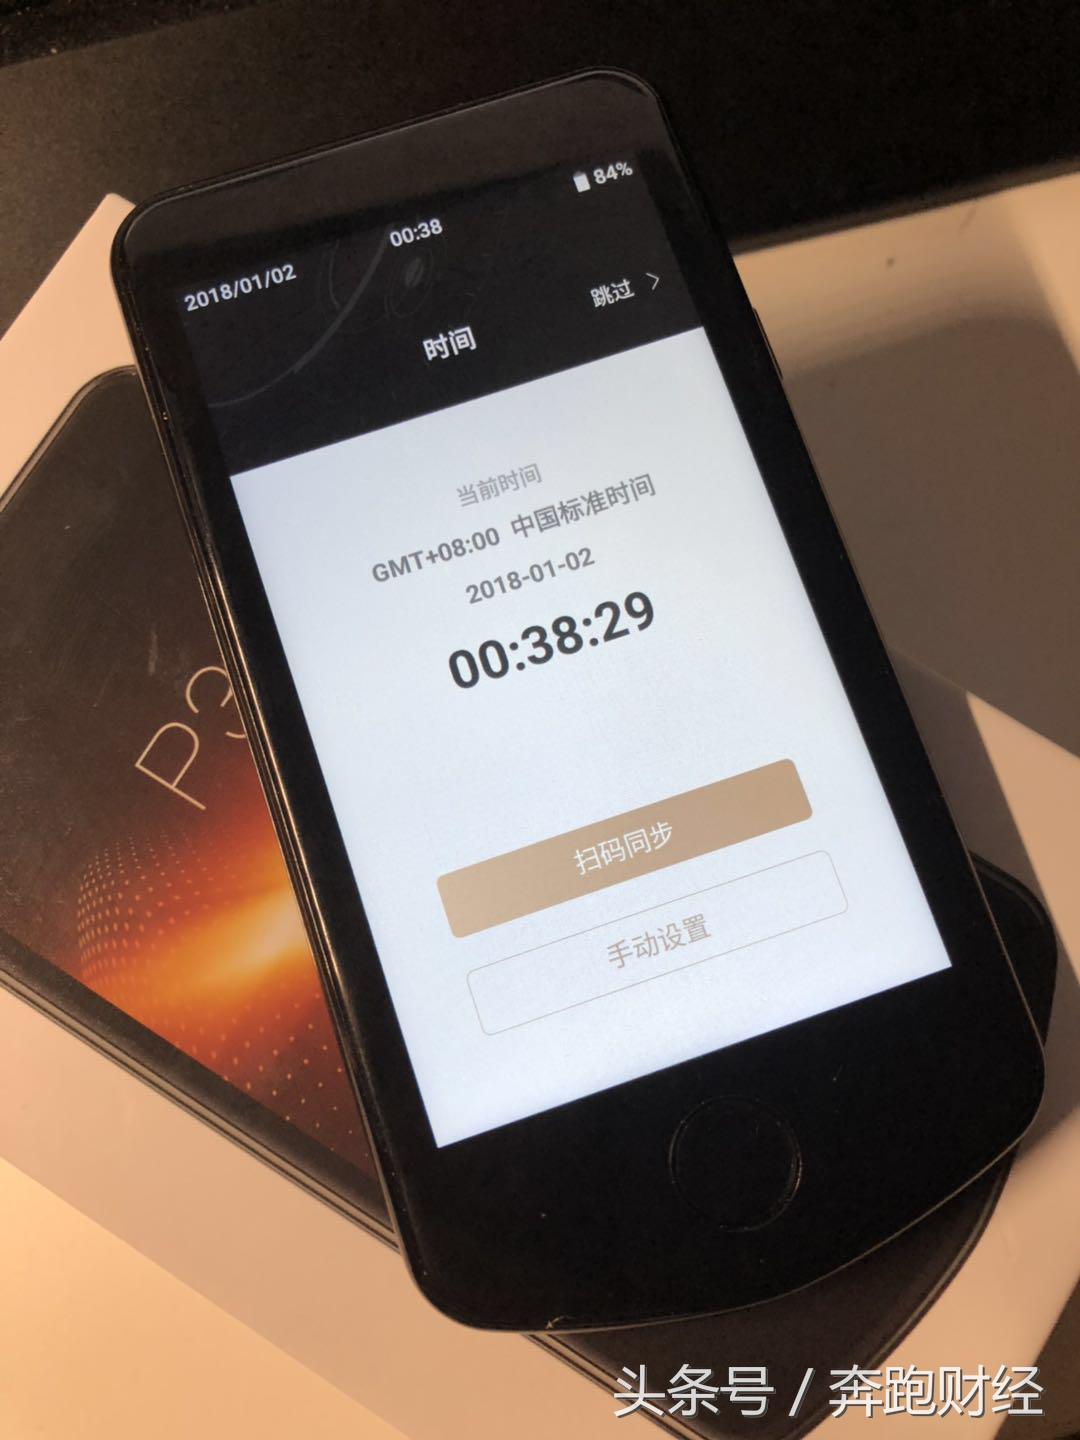 84%
00:38
2018/01/02
跳过 >
时间
当前时间
GMT+08:00 中国标准时间
2018-01-02
00:38:29
扫码同步
手动设置
P3
头条号 / 奔跑财经